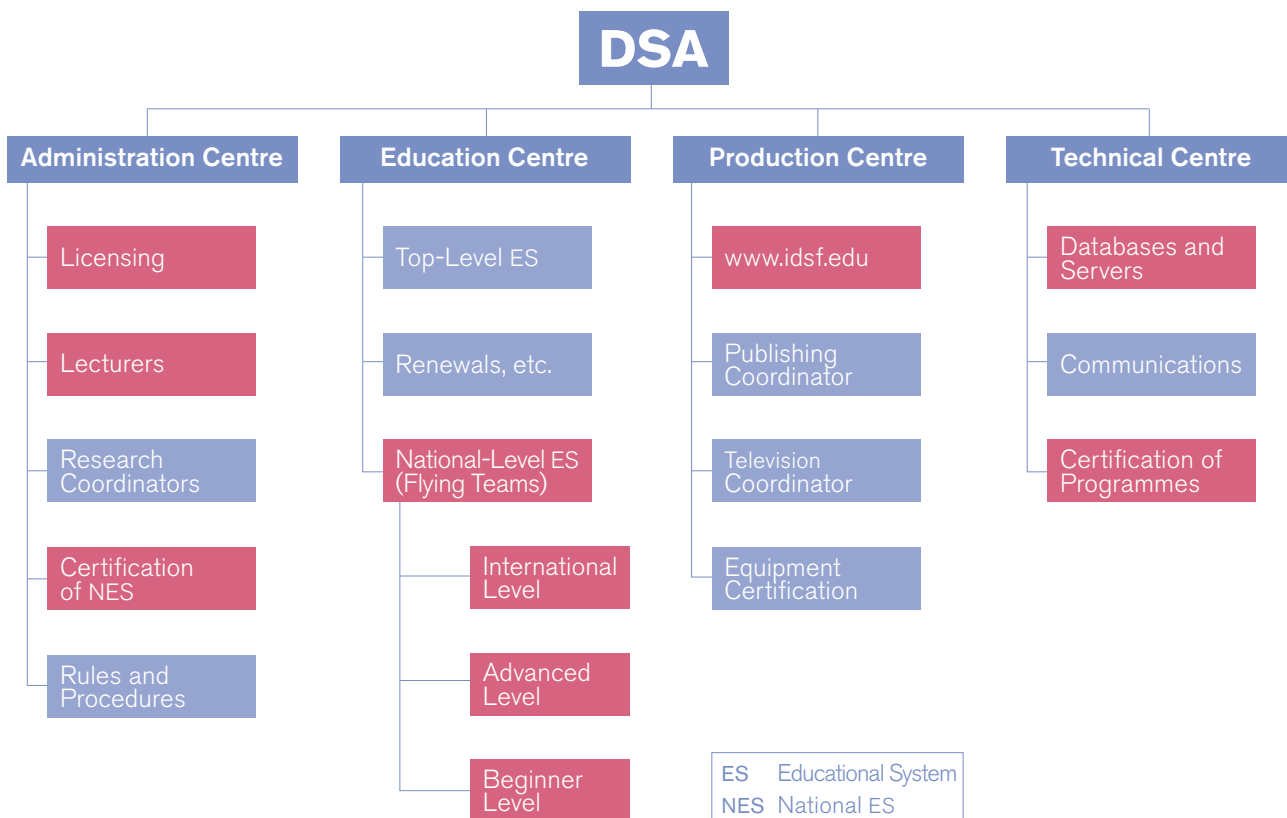 DSA
Administration Centre
Licensing
Lecturers
Research
Coordinators
Certification
of NES
Rules and
Procedures
Education Centre
Top-Level ES
Renewals, etc.
National-Level ES
(Flying Teams)
International
Level
Advanced
Level
Beginner
Level
Production Centre
www.idsf.edu
Publishing
Coordinator
Television
Coordinator
Equipment
Certification
Technical Centre
Databases and
Servers
Communications
Certification of
Programmes
ES Educational System
NES National ES